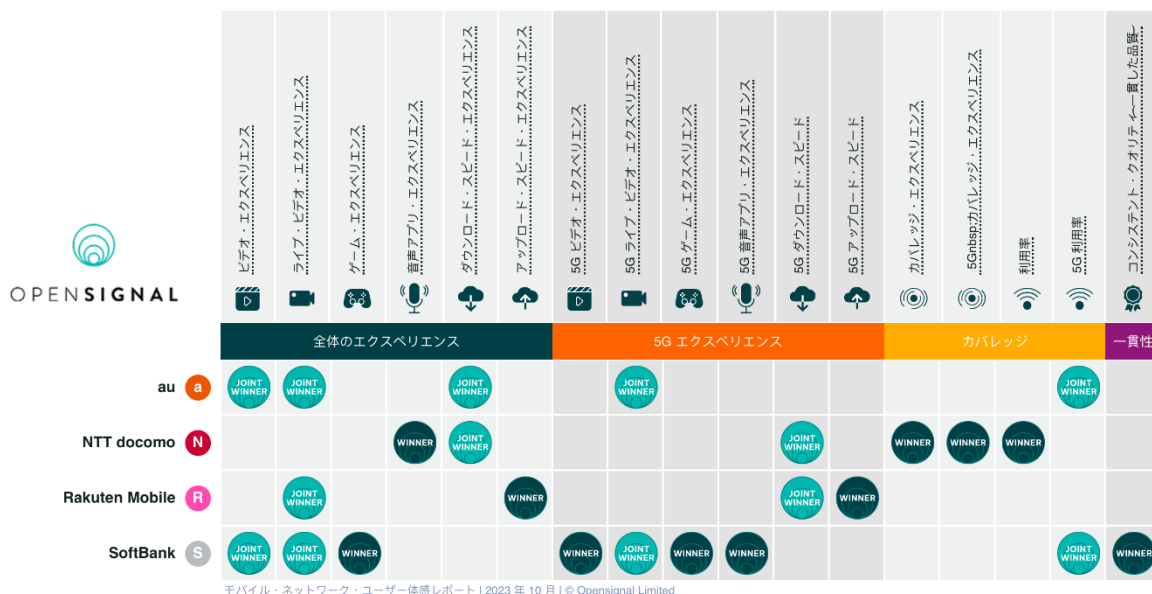 ビデオ・エクスペリエンス
ライブ・ビデオ・エクスペリエンス
ゲーム・エクスペリエンス
音声アプリ・エクスペリエンス
ダウンロード・スピード・エクスペリエンス
アップロード・スピード・エクスペリエンス
5G ビデオ・エクスペリエンス
5G ライブ・ビデオ・エクスペリエンス
5G ゲーム・エクスペリエンス
5G 音声アプリ・エクスペリエンス
5G ダウンロード・スピード
5G アップロード・スピード
カバレッジ・エクスペリエンス
5Gnbsp;カバレッジ・エクスペリエンス
利用率
5G 利用率
コンシステント・クオリティ<一貫した品質
OPENSIGNAL
全体のエクスペリエンス 5G エクスペリエンス カバレッジ 一貫性
au a JOINT WINNER JOINT WINNER JOINT WINNER JOINT WINNER JOINT WINNER
NTT docomo N WINNER JOINT WINNER JOINT WINNER WINNER WINNER WINNER
Rakuten Mobile R JOINT WINNER WINNER JOINT WINNER WINNER
SoftBank S JOINT WINNER JOINT WINNER WINNER WINNER JOINT WINNER WINNER WINNER JOINT WINNER WINNER
モバイル・ネットワーク・ユーザー体感レポート | 2023 年 10 月 | © Opensignal Limited